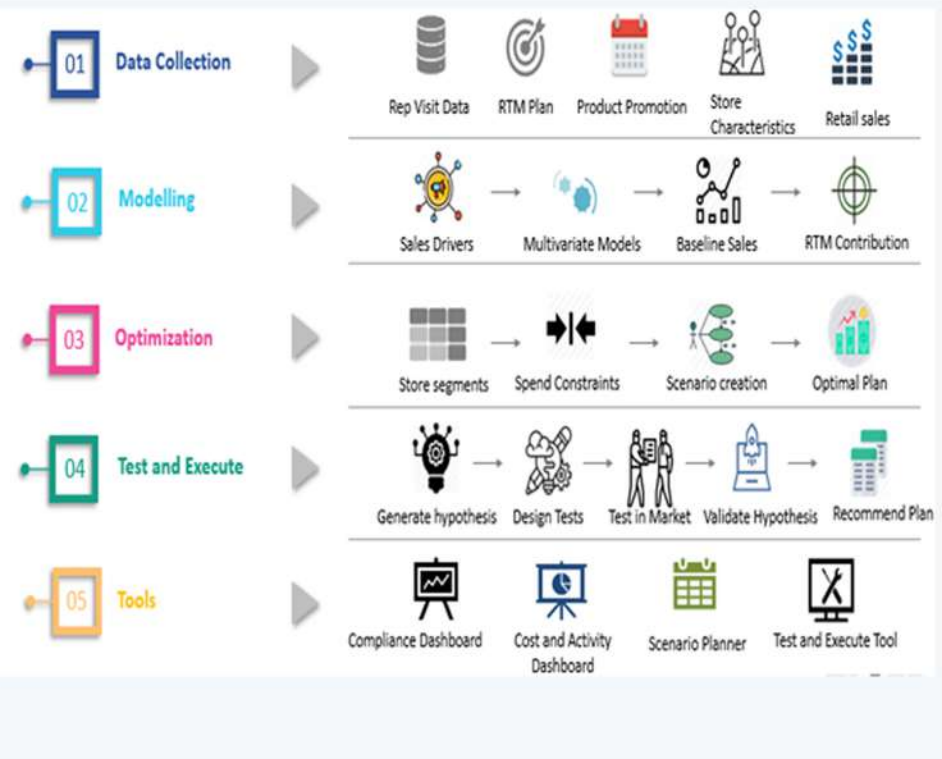 01 Data Collection
Rep Visit Data
RTM Plan
Product Promotion
Store
Characteristics
Retail sales
02 Modelling
Sales Drivers
Multivariate Models
Baseline Sales
RTM Contribution
03 Optimization
Store segments
Spend Constraints
Scenario creation
Optimal Plan
04 Test and Execute
Generate hypothesis
Design Tests
Test in Market
Validate Hypothesis
Recommend Plan
05 Tools
Compliance Dashboard
Cost and Activity
Dashboard
Scenario Planner
Test and Execute Tool